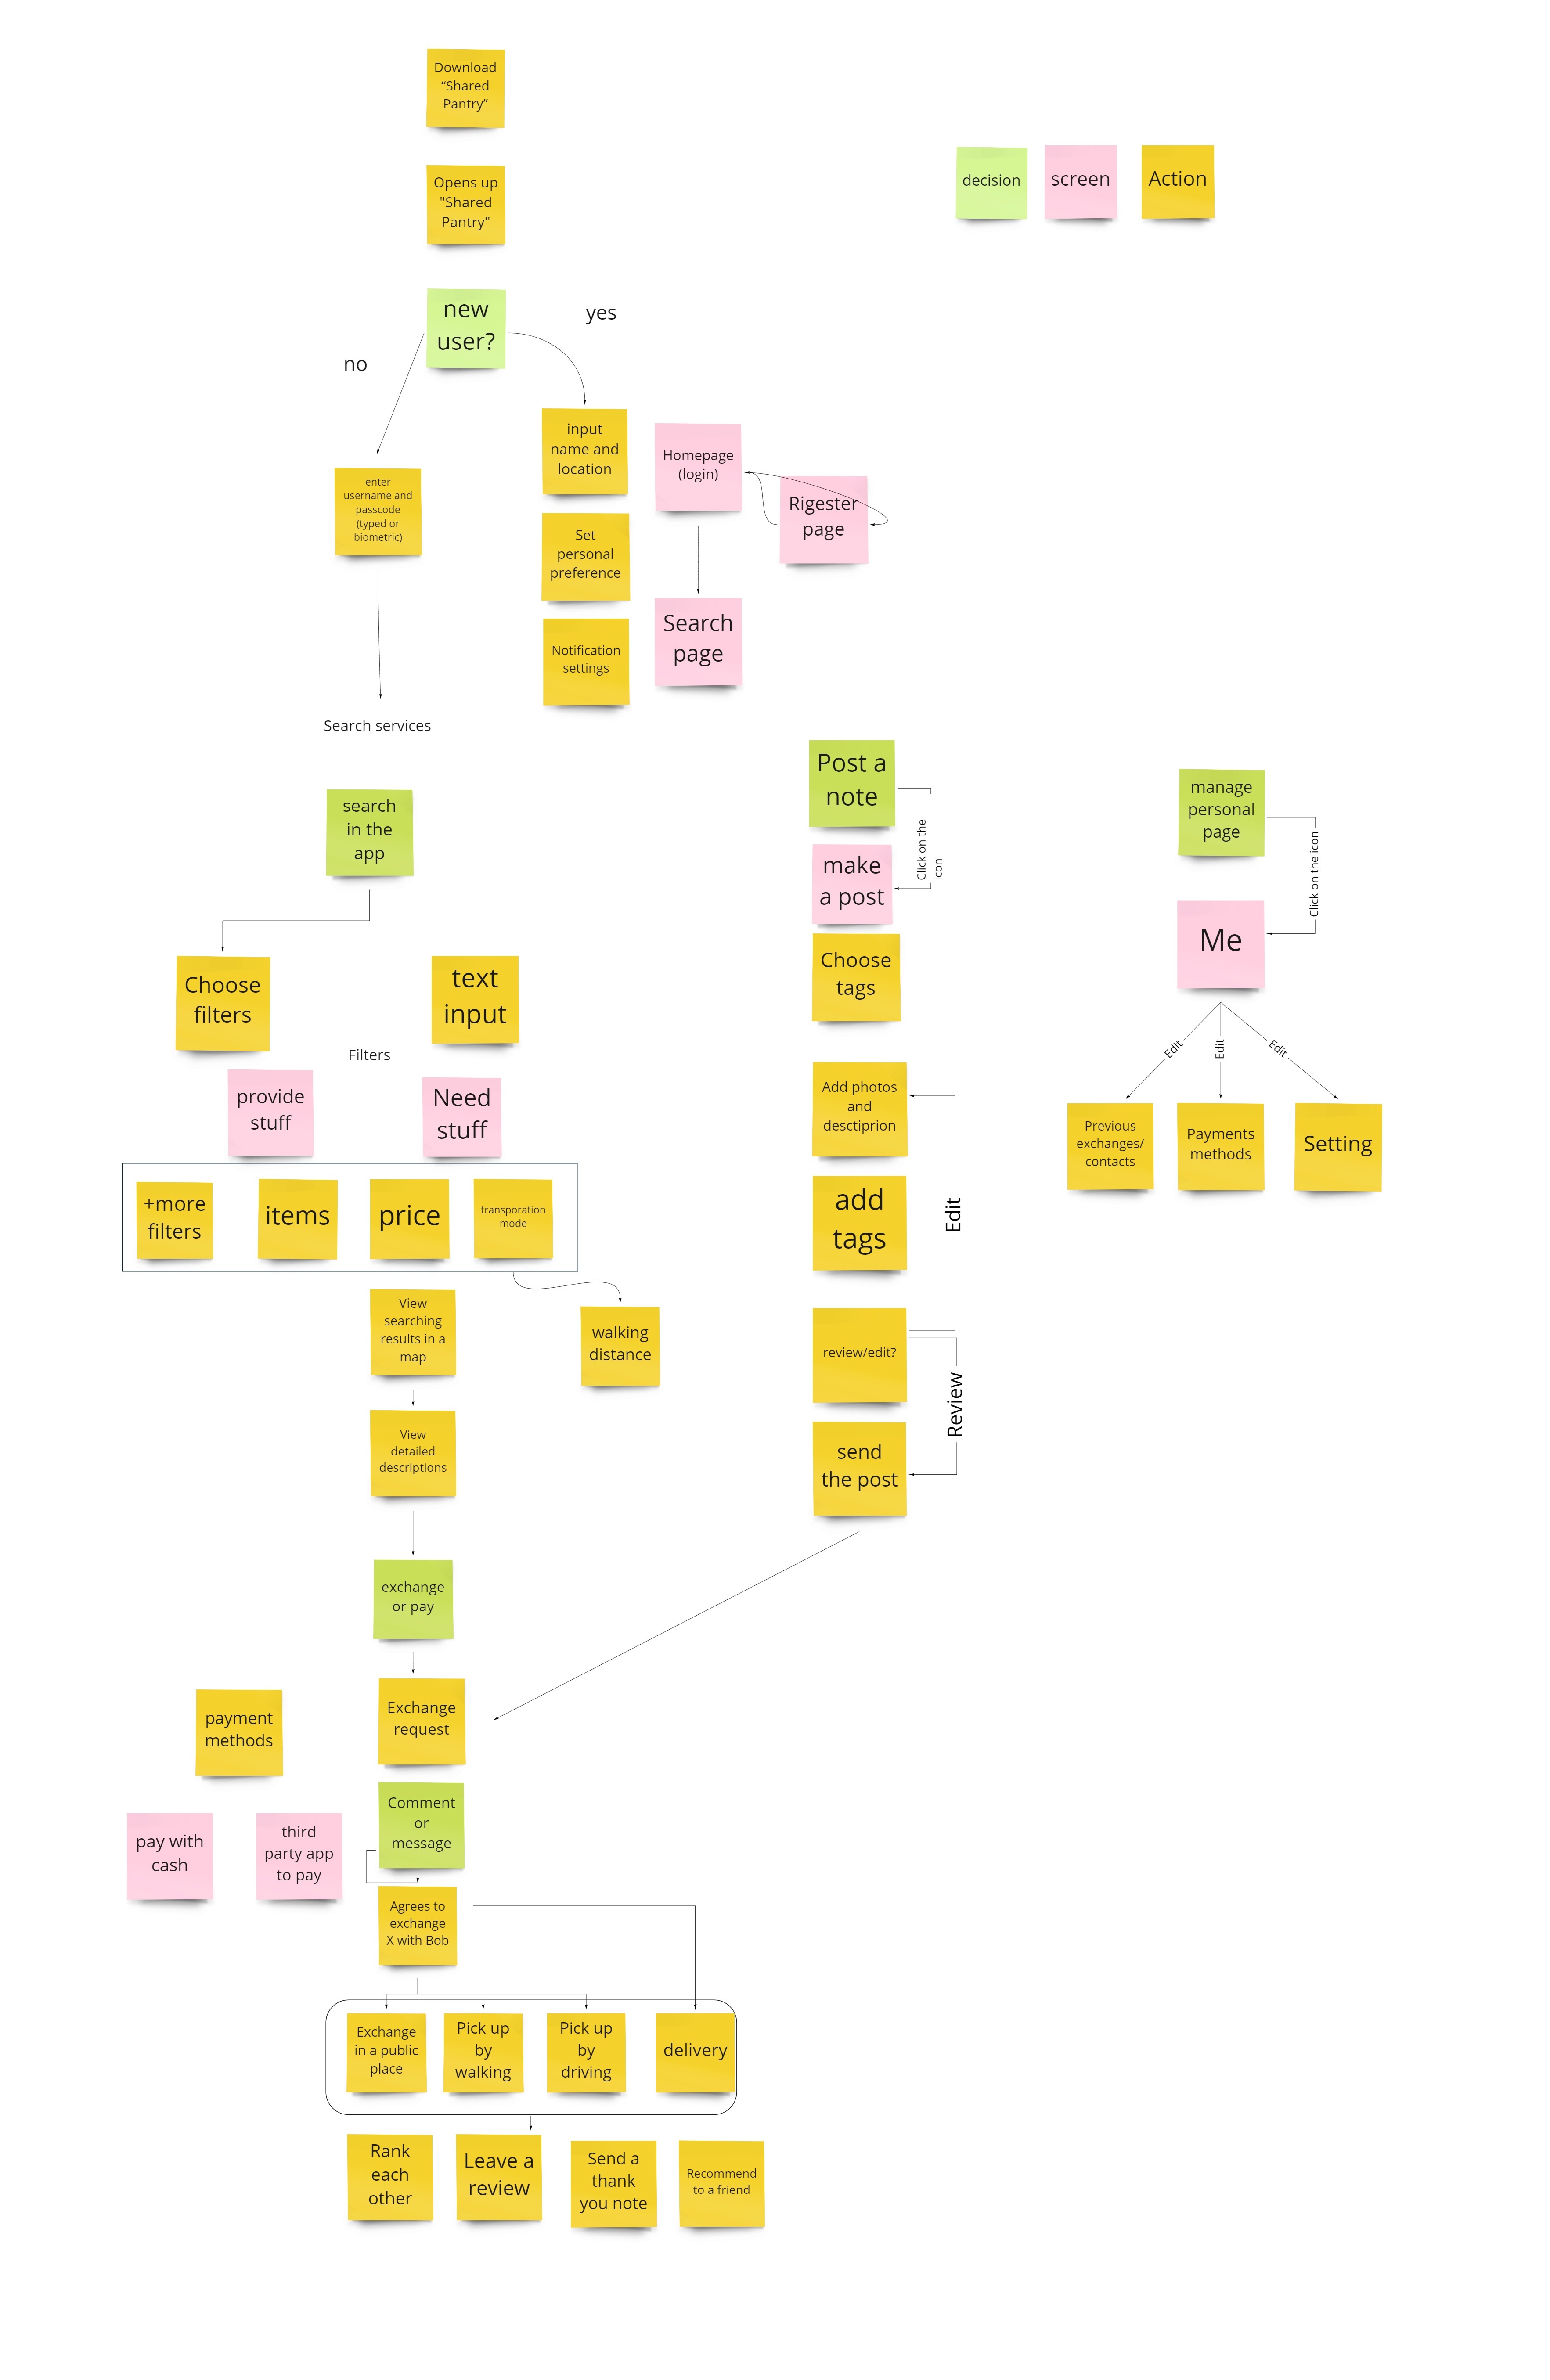 Download
“Shared
Pantry”
Opens up
"Shared
Pantry"
decision
screen
Action
new
user?
yes
no
input
name and
location
Homepage
(login)
Rigester
page
enter
username and
passcode
(typed or
biometric)
Set
personal
preference
Search
page
Notification
settings
Search services
search
in the
app
Choose
filters
text
input
Filters
provide
stuff
Need
stuff
+more
filters
items
price
transporation
mode
View
searching
results in a
map
walking
distance
View
detailed
descriptions
exchange
or pay
Exchange
request
payment
methods
Comment
or
message
pay with
cash
third
party app
to pay
Agrees to
exchange
X with Bob
Exchange
in a public
place
Pick up
by
walking
Pick up
by
driving
delivery
Rank
each
other
Leave a
review
Send a
thank
you note
Recommend
to a friend
Post a
note
Click on the
icon
make
a post
Choose
tags
Add photos
and
desctiprion
add
tags
Edit
review/edit?
Review
send
the post
manage
personal
page
Click on the icon
Me
Edit
Edit
Edit
Previous
exchanges/
contacts
Payments
methods
Setting